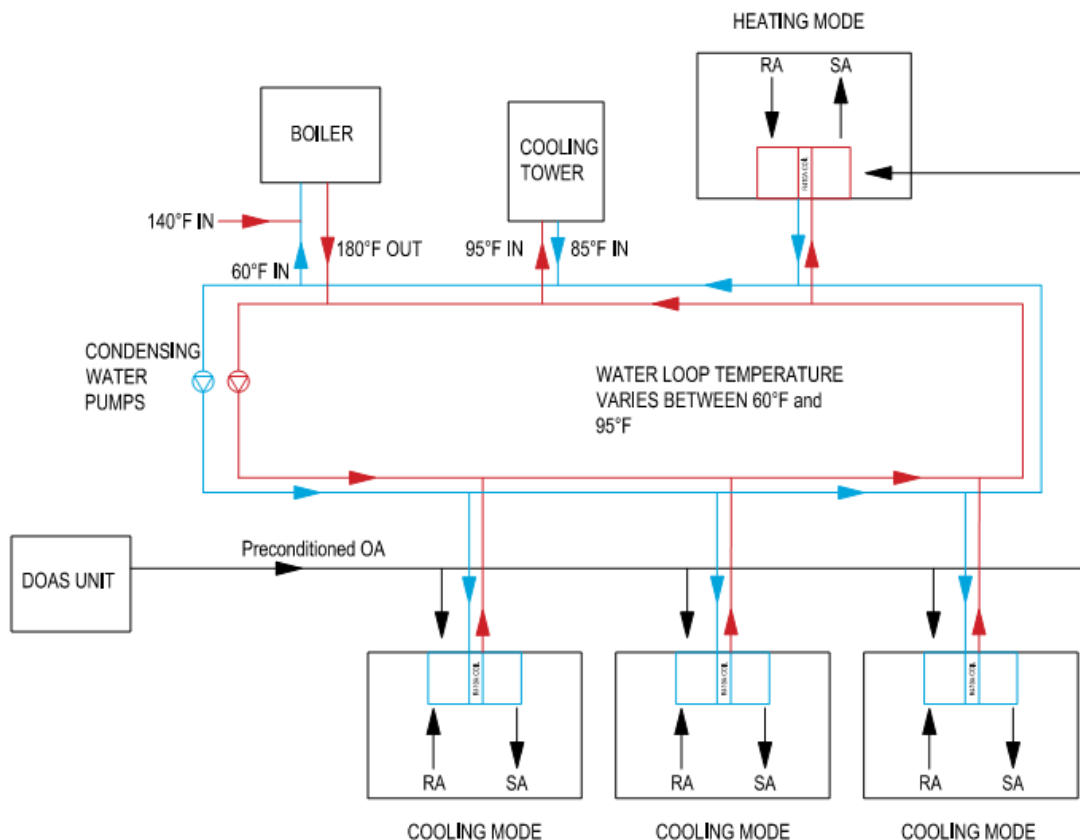 HEATING MODE
RA
SA
BOILER
COOLING
TOWER
140°F IN
180°F OUT
60°F IN
95°F IN
85°F IN
CONDENSING
WATER
PUMPS
WATER LOOP TEMPERATURE
VARIES BETWEEN 60°F and
95°F
DOAS UNIT
Preconditioned OA
RA
SA
RA
SA
RA
SA
COOLING MODE
COOLING MODE
COOLING MODE